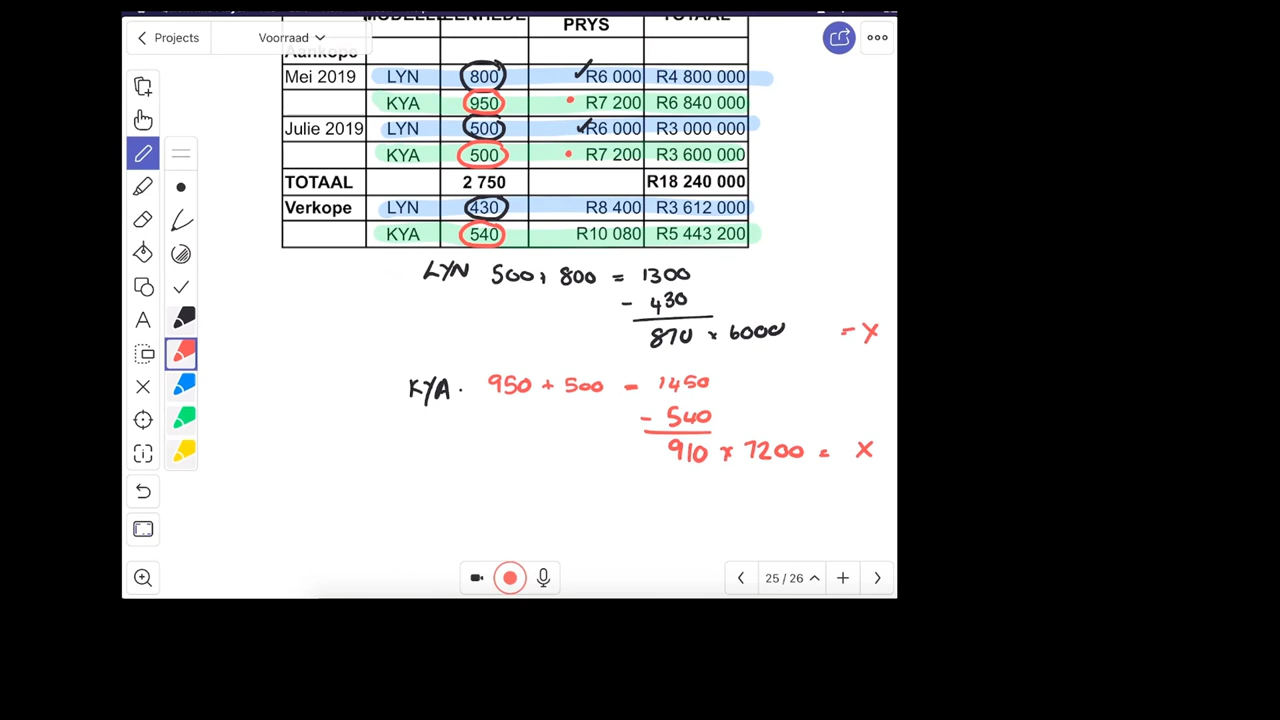 Projects
Voorraad
PRYS
Aankope
Mei 2019 LYN 800 R6 000 R4 800 000
KYA 950 R7 200 R6 840 000
Julie 2019 LYN 500 R6 000 R3 000 000
KYA 500 R7 200 R3 600 000
TOTAAL 2 750 R18 240 000
Verkope LYN 430 R8 400 R3 612 000
KYA 540 R10 080 R5 443 200
LYN 500 + 800 = 1300
- 430
870 x 6000 = X
KYA. 950 + 500 = 1450
- 540
910 x 7200 = X
A
25 / 26